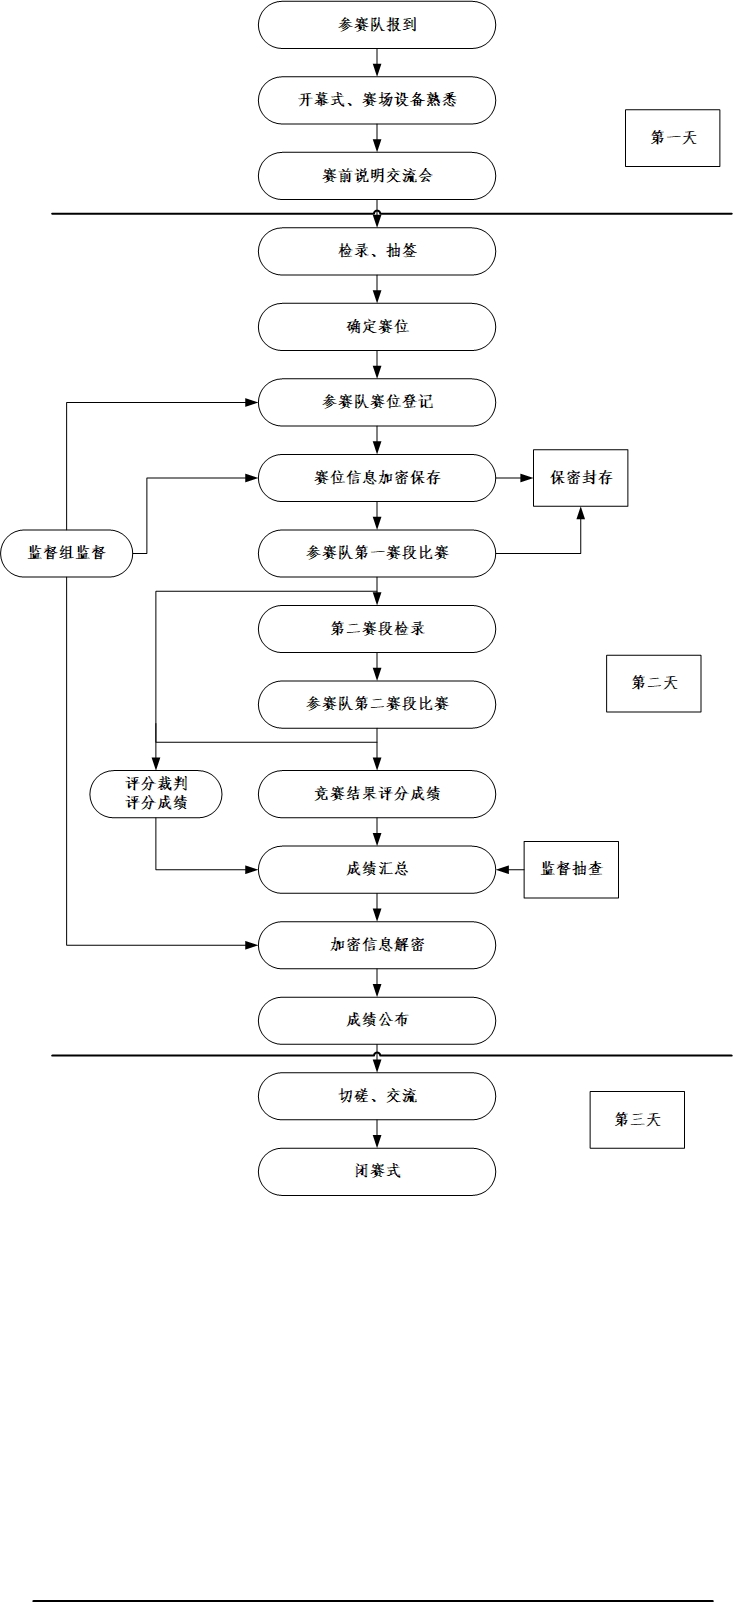 参赛队报到
开幕式、赛场设备熟悉
第一天
赛前说明交流会
检录、抽签
确定赛位
参赛队赛位登记
赛位信息加密保存
保密封存
监督组监督
参赛队第一赛段比赛
第二赛段检录
第二天
参赛队第二赛段比赛
评分裁判
评分成绩
竞赛结果评分成绩
成绩汇总
监督抽查
加密信息解密
成绩公布
切磋、交流
第三天
闭赛式